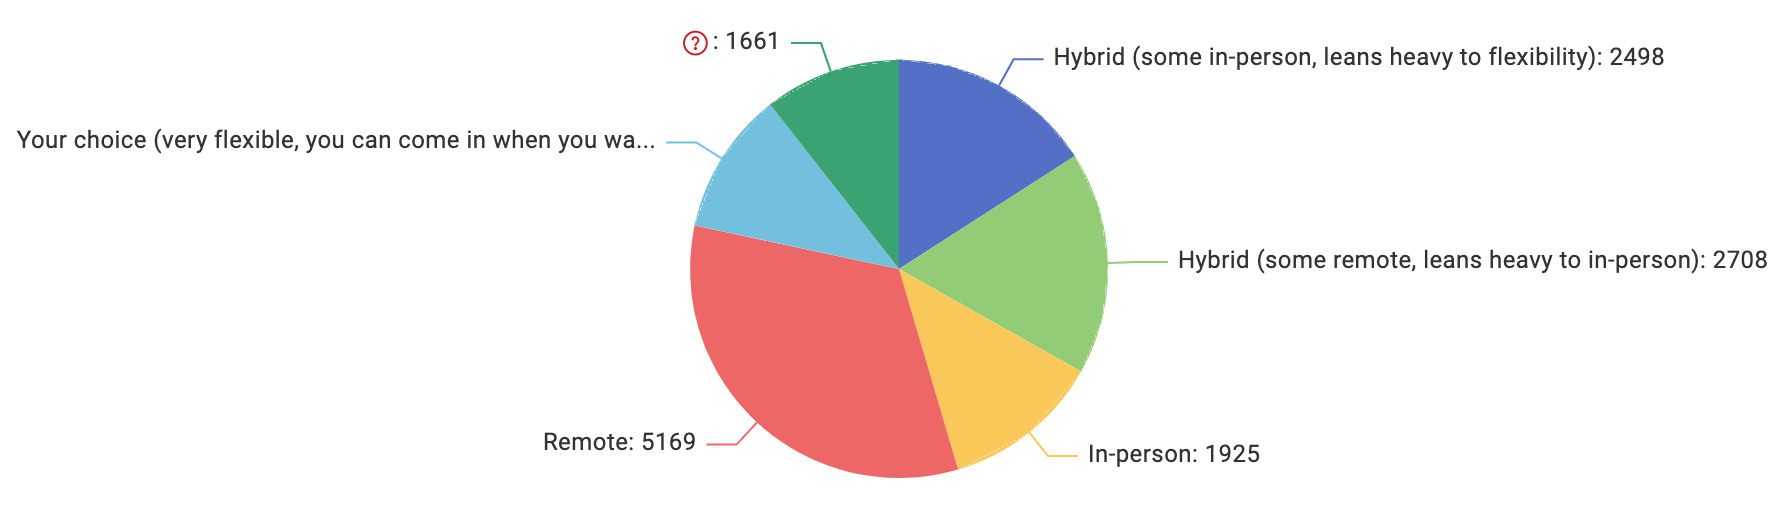 ?: 1661
Hybrid (some in-person, leans heavy to flexibility): 2498
Your choice (very flexible, you can come in when you wa...
Hybrid (some remote, leans heavy to in-person): 2708
Remote: 5169
In-person: 1925